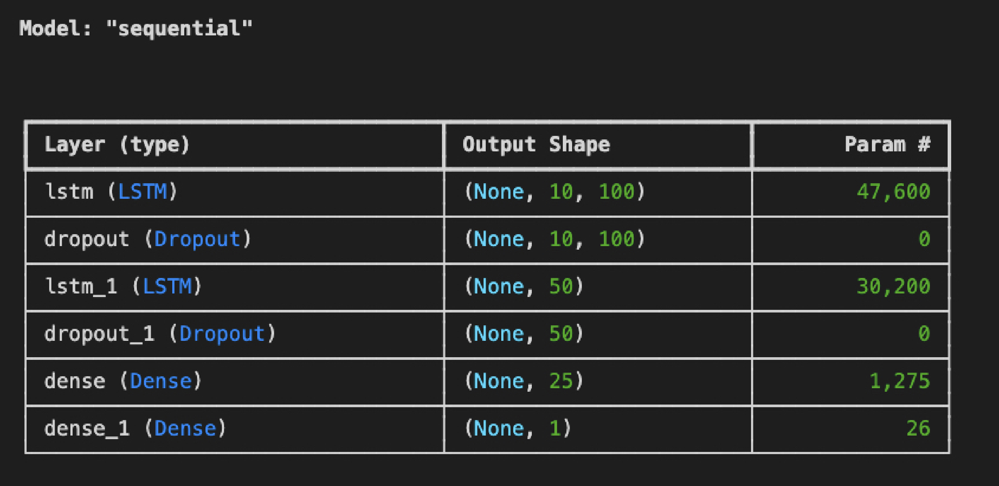 Model: "sequential"
Layer (type) Output Shape Param #
lstm (LSTM) (None, 10, 100) 47,600
dropout (Dropout) (None, 10, 100) 0
lstm_1 (LSTM) (None, 50) 30,200
dropout_1 (Dropout) (None, 50) 0
dense (Dense) (None, 25) 1,275
dense_1 (Dense) (None, 1) 26